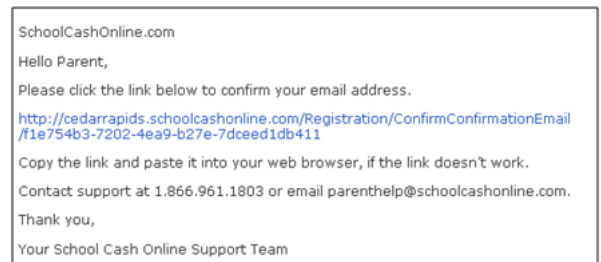 SchoolCashOnline.com
Hello Parent,
Please click the link below to confirm your email address.
http://cedarrapids.schoolcashonline.com/Registration/ConfirmConfirmationEmail
/f1e754b3-7202-4ea9-b27e-7dceed1db411
Copy the link and paste it into your web browser, if the link doesn't work.
Contact support at 1.866.961.1803 or email parenthelp@schoolcashonline.com.
Thank you,
Your School Cash Online Support Team